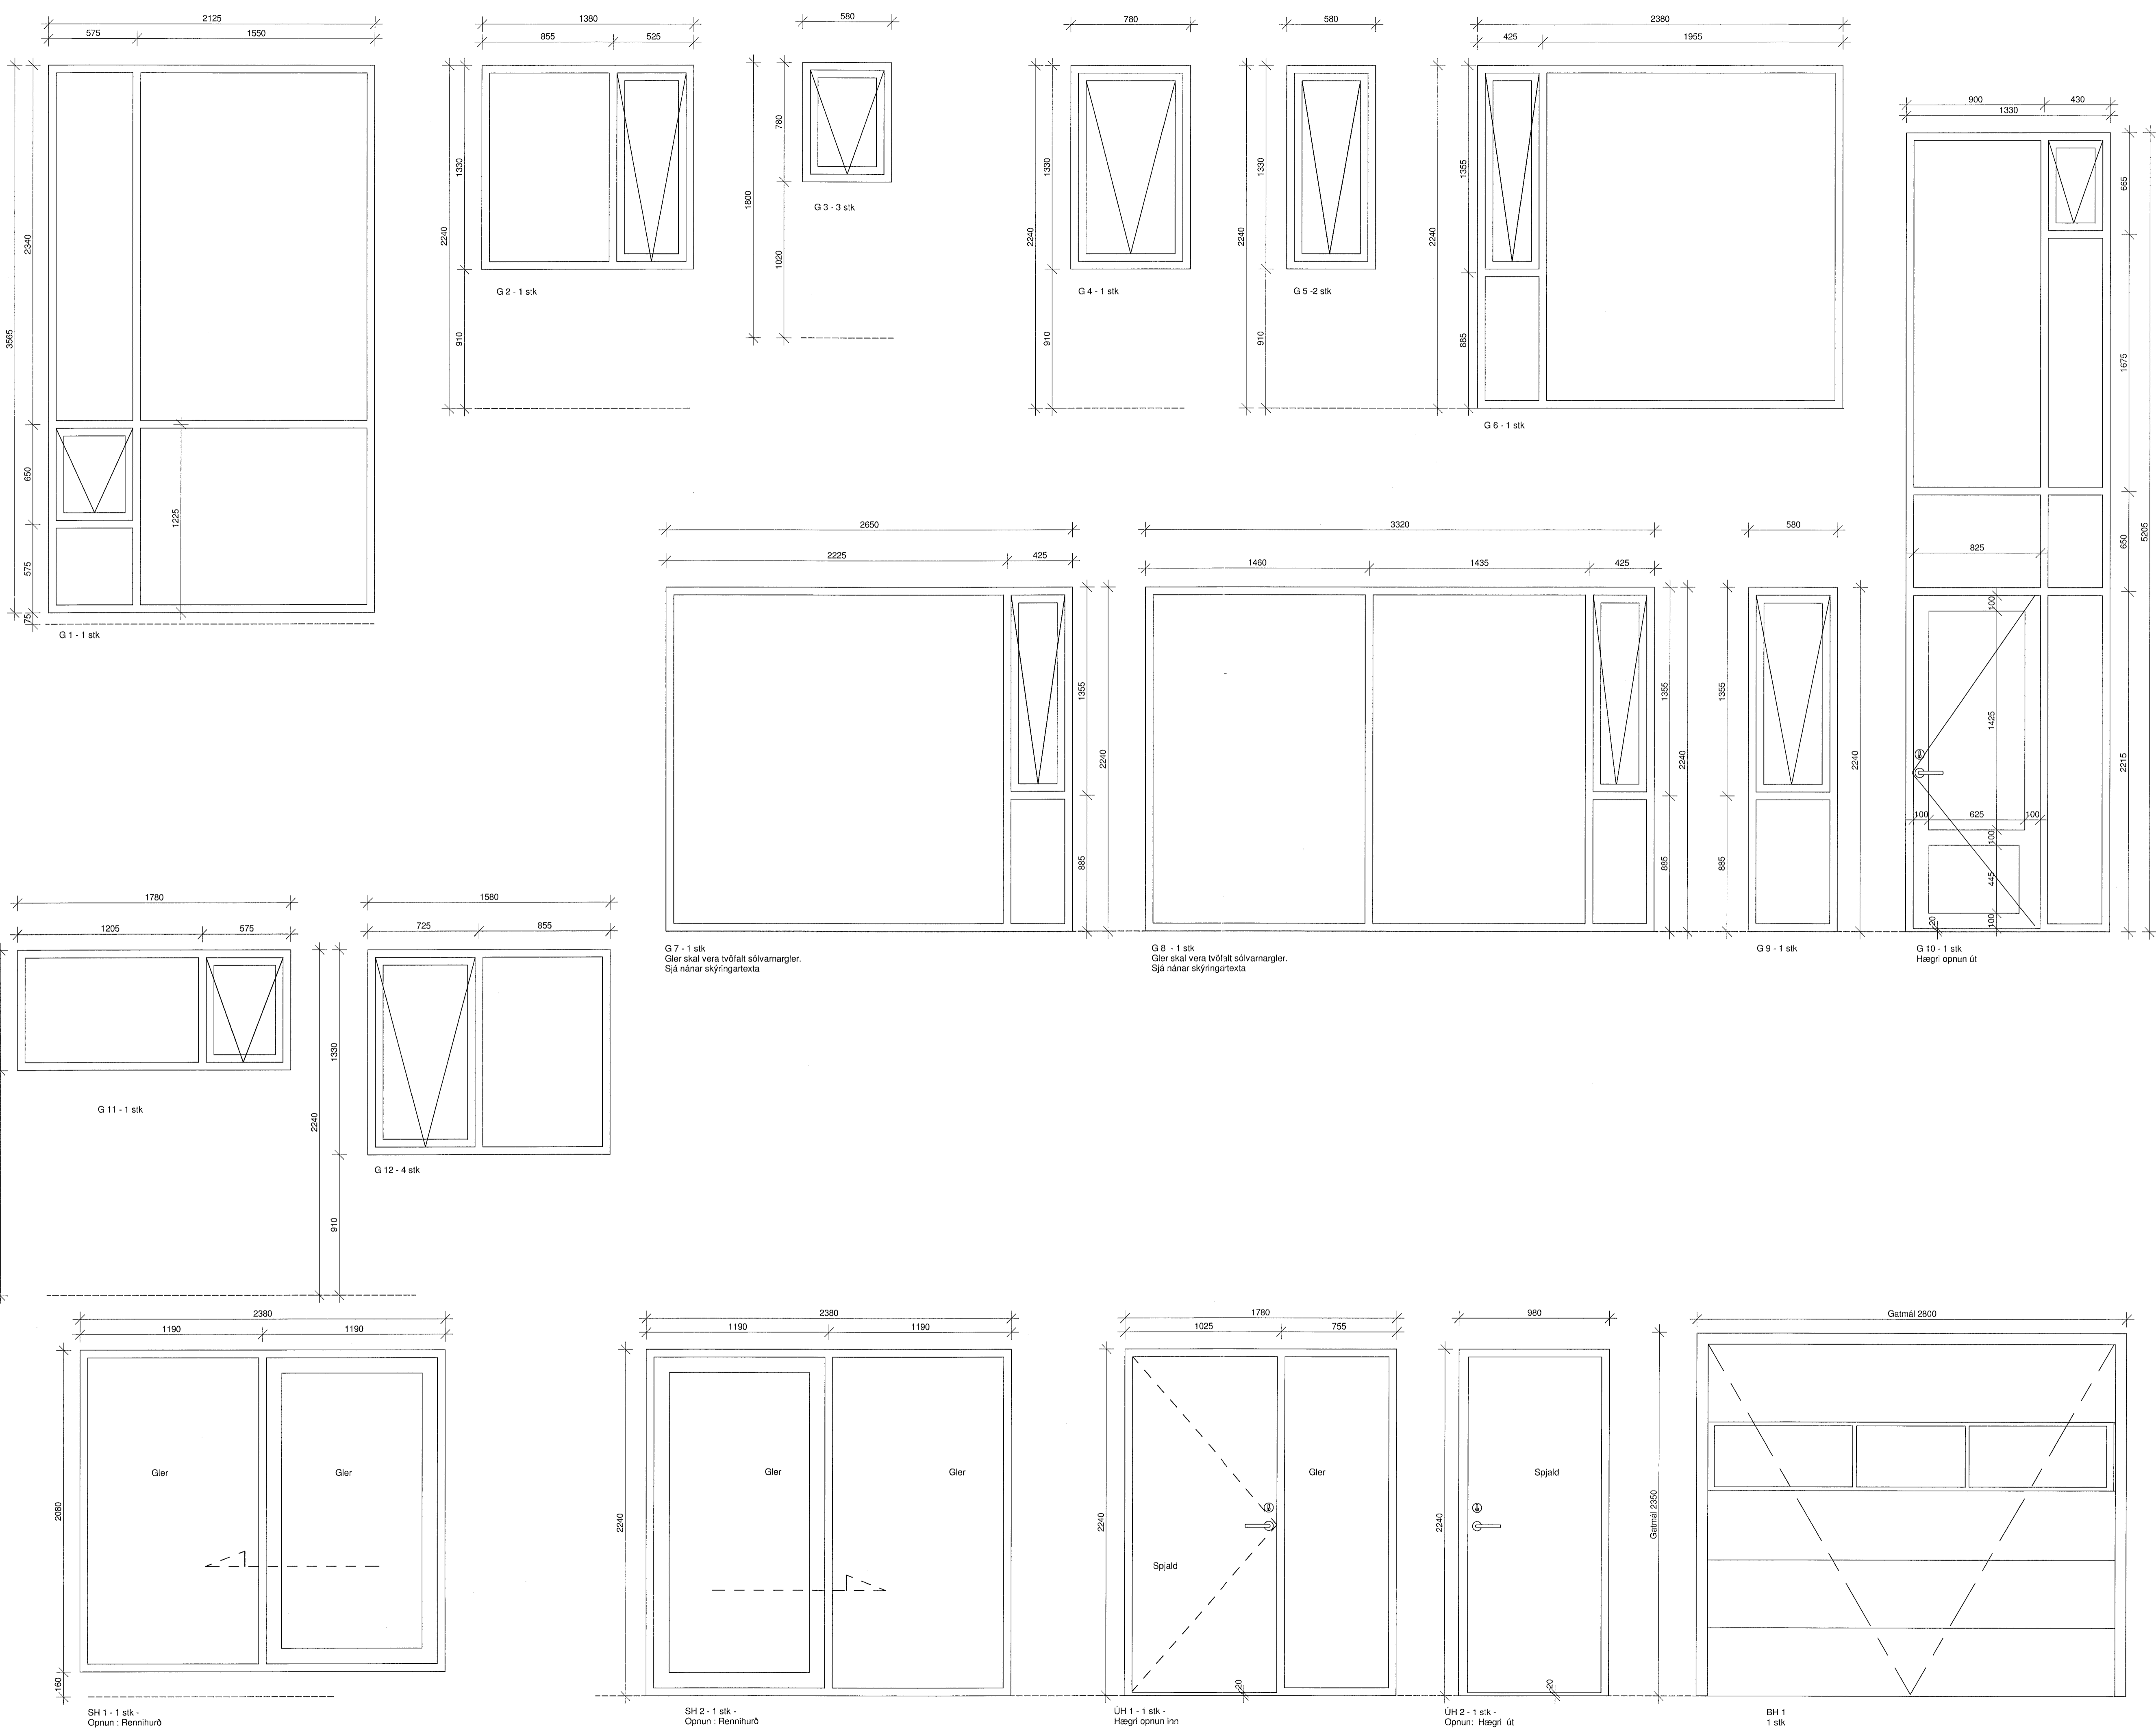 2125
575 1550
3565
2340
650
575
75
1225
G 1 - 1 stk
1380
855 525
2240
1330
910
G 2 - 1 stk
580
1800
780
1020
G 3 - 3 stk
780
2240
1330
910
G 4 - 1 stk
580
2240
1330
910
G 5 -2 stk
2380
425 1955
2240
1355
885
G 6 - 1 stk
2650
2225 425
1355
885
2240
G 7 - 1 stk
Gler skal vera tvöfalt sólvarnargler.
Sjá nánar skýringartexta
3320
1460 1435 425
1355
885
2240
G 8 - 1 stk
Gler skal vera tvöfalt sólvarnargler.
Sjá nánar skýringartexta
580
1355
885
2240
G 9 - 1 stk
900 430
1330
665
1675
650
2215
5205
825
100
1425
100 625 100
100
445
100
20
G 10 - 1 stk
Hægri opnun út
1780
1205 575
G 11 - 1 stk
1580
725 855
2240
1330
910
G 12 - 4 stk
2380
1190 1190
2080
160
Gler Gler
SH 1 - 1 stk -
Opnun : Rennihurð
2380
1190 1190
2240
Gler Gler
SH 2 - 1 stk -
Opnun : Rennihurð
1780
1025 755
2240
Gler
Spjald
20
ÚH 1 - 1 stk -
Hægri opnun inn
980
2240
Spjald
20
ÚH 2 - 1 stk -
Opnun: Hægri út
Gatmál 2800
Gatmál 2350
BH 1
1 stk